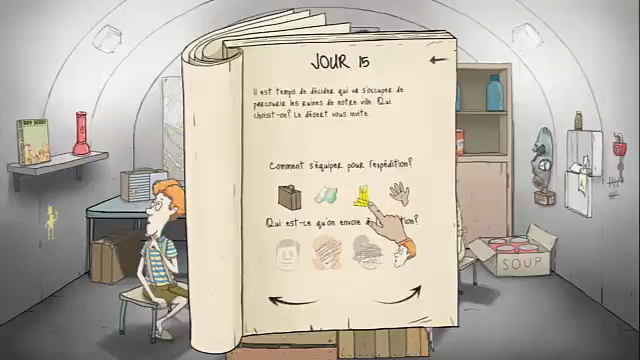 JOUR 15
Il est temps de décider qui va s'occuper de
parcourir les ruines de notre ville. Qui
choisit-on? Le désert vous invite.
Comment s'équiper pour l'expédition?
Qui est-ce qu'on envoie
tion?
SOUP